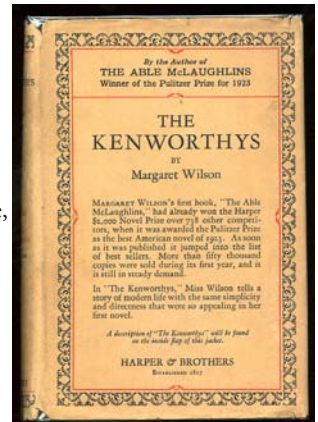 By the Author of
THE ABLE McLAUGHLINS
Winner of the Pulitzer Prize for 1923
THE
KENWORTHYS
BY
Margaret Wilson
MARGARET WILSON's first book, "The Able
McLaughlins," had already won the Harper
$2,000 Novel Prize over 738 other competi-
tors, when it was awarded the Pulitzer Prize
as the best American novel of 1923. As soon
as it was published it jumped into the list
of best sellers. More than fifty thousand
copies were sold during its first year, and it
is still in steady demand.
In "The Kenworthys," Miss Wilson tells a
story of modern life with the same simplicity
and directness that were so appealing in her
first novel.
A description of "The Kenworthys" will be found
on the inside flap of this jacket.
HARPER & BROTHERS
ESTABLISHED 1817